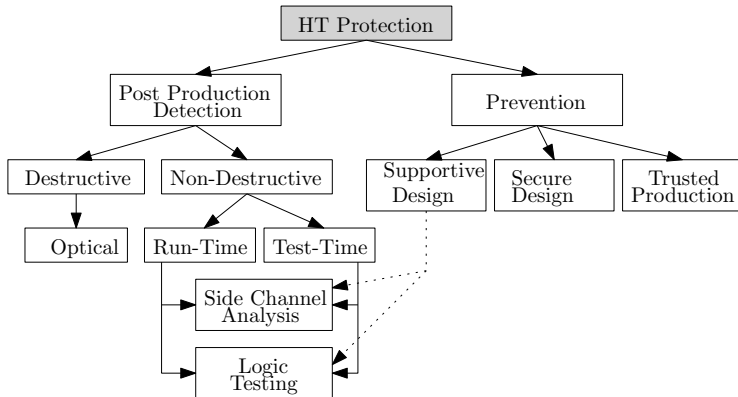 HT Protection
Post Production
Detection
Prevention
Destructive
Non-Destructive
Supportive
Design
Secure
Design
Trusted
Production
Optical
Run-Time
Test-Time
Side Channel
Analysis
Logic
Testing